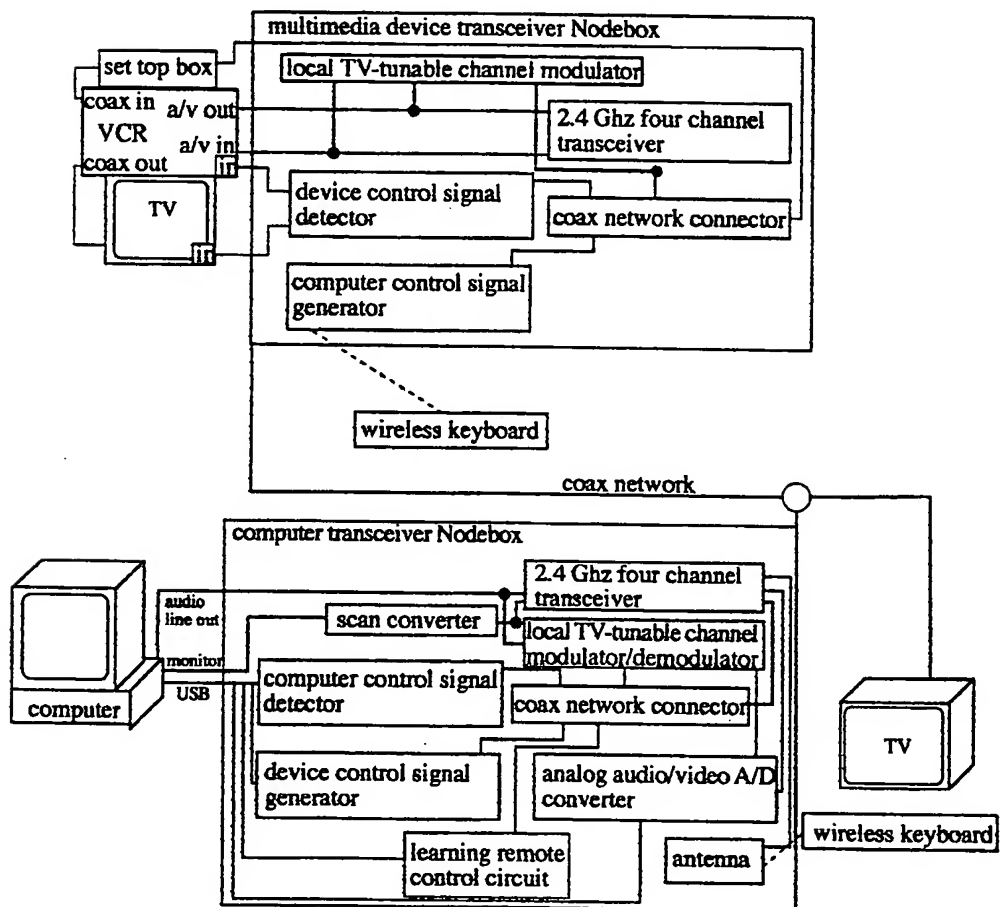 multimedia device transceiver Nodebox
set top box
local TV-tunable channel modulator
coax in
a/v out
VCR
a/v in
coax out
in
2.4 Ghz four channel
transceiver
TV
in
device control signal
detector
coax network connector
computer control signal
generator
wireless keyboard
coax network
computer transceiver Nodebox
2.4 Ghz four channel
transceiver
audio
line out
scan converter
local TV-tunable channel
modulator/demodulator
monitor
USB
computer
computer control signal
detector
coax network connector
TV
device control signal
generator
analog audio/video A/D
converter
wireless keyboard
learning remote
control circuit
antenna